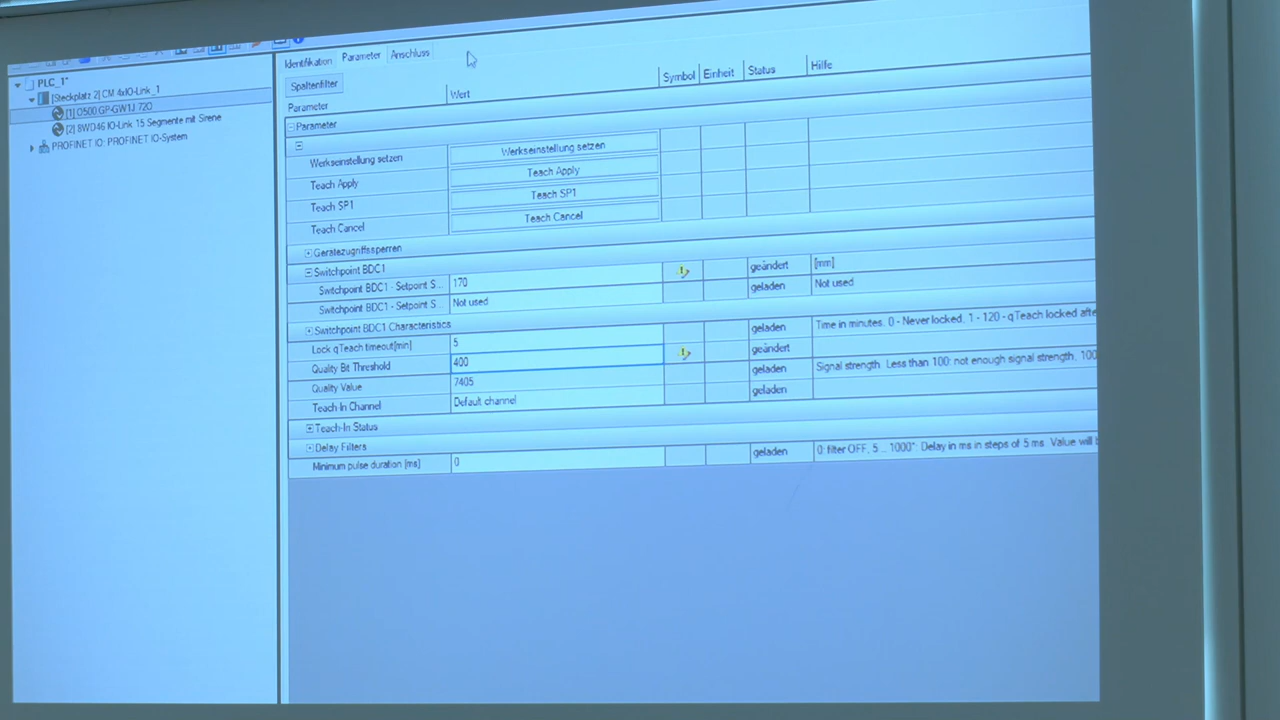 Identifikation Parameter Anschluss
PLC_1*
[Steckplatz 2] CM 4xIO-Link_1
[1] O500.GP-GW1J.72O
[2] 8WD46 IO-Link 15 Segmente mit Sirene
PROFINET IO: PROFINET IO-System
Spaltenfilter
Parameter Wert Symbol Einheit Status Hilfe
Parameter
Werkseinstellung setzen Werkseinstellung setzen
Teach Apply Teach Apply
Teach SP1 Teach SP1
Teach Cancel Teach Cancel
Gerätezugriffssperren
Switchpoint BDC1
Switchpoint BDC1 - Setpoint S... 170 geändert [mm]
Switchpoint BDC1 - Setpoint S... Not used geladen Not used
Switchpoint BDC1 Characteristics
Lock qTeach timeout[min] 5 geladen Time in minutes. 0 - Never locked, 1 - 120 - qTeach locked afte
Quality Bit Threshold 400 geändert
Quality Value 7405 geladen Signal strength. Less than 100: not enough signal strength, 100
Teach In Channel Default channel geladen
Teach-In Status
Delay Filters
Minimum pulse duration [ms] 0 geladen 0: filter OFF, 5 ... 1000": Delay in ms in steps of 5 ms. Value will b